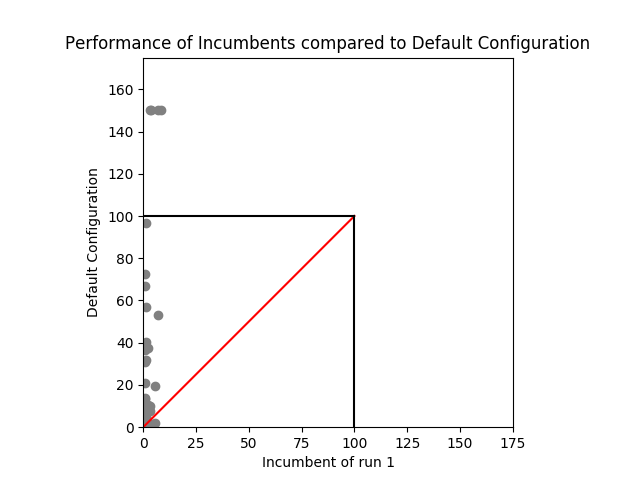 Performance of Incumbents compared to Default Configuration
160
140
120
100
80
60
40
20
0
Default Configuration
0 25 50 75 100 125 150 175
Incumbent of run 1